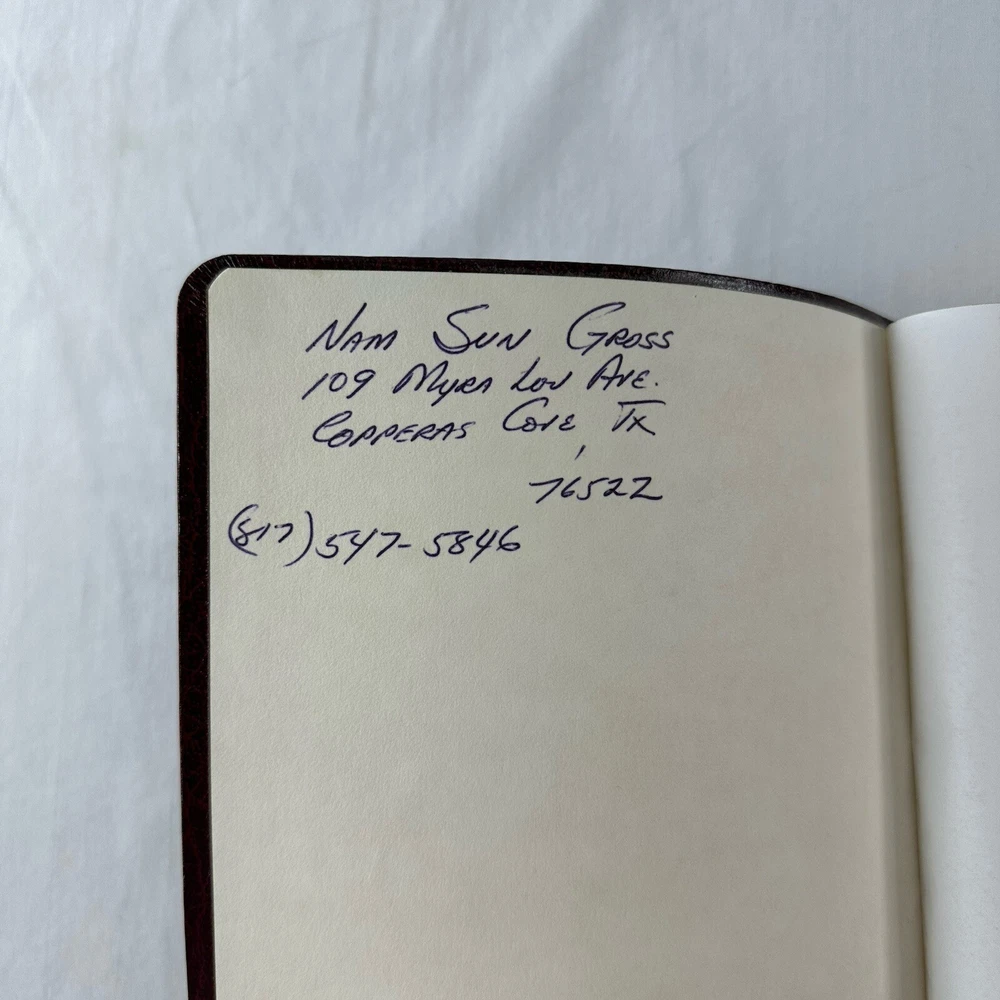 Nam Sun Gross
109 Myra Lou Ave.
Copperas Cove, TX
76522
(817) 547-5846